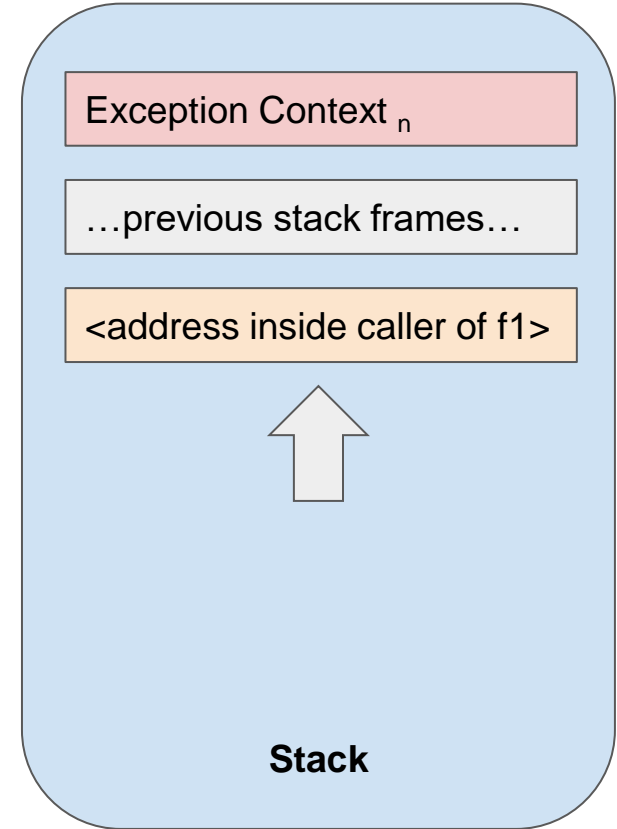 Exception Context n
…previous stack frames…
<address inside caller of f1>
Stack